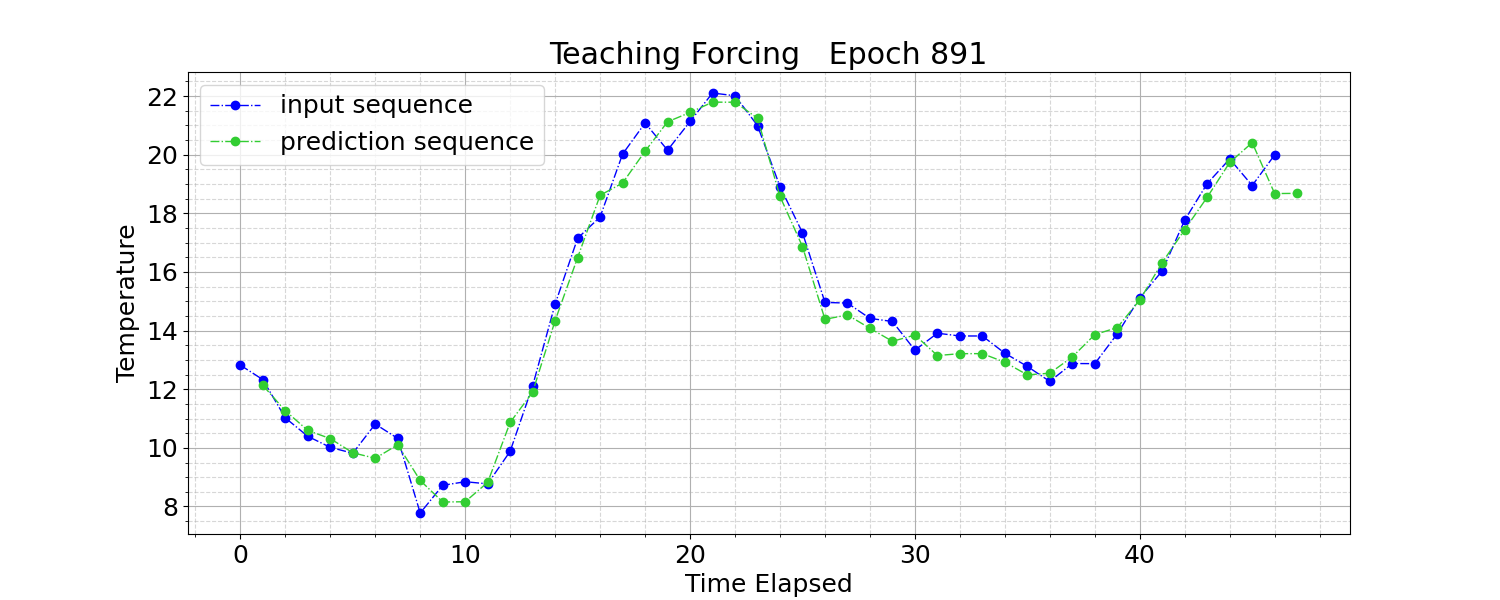 Teaching Forcing   Epoch 891
input sequence
prediction sequence
Temperature
22
20
18
16
14
12
10
8
0 10 20 30 40
Time Elapsed